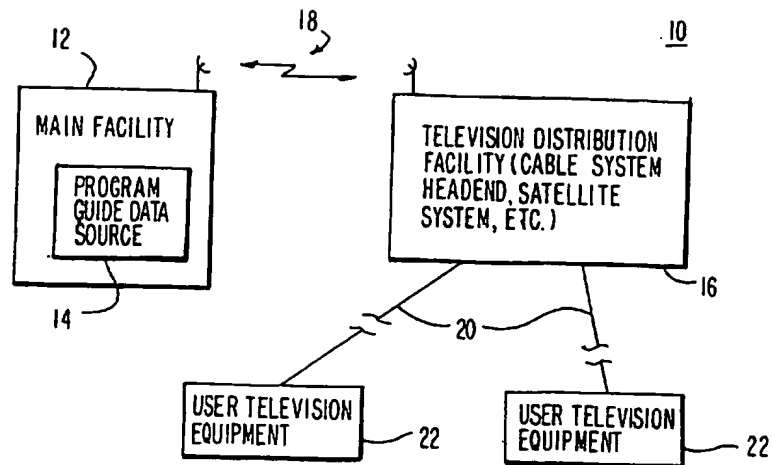 18
10
12
MAIN FACILITY
PROGRAM
GUIDE DATA
SOURCE
14
TELEVISION DISTRIBUTION
FACILITY (CABLE SYSTEM
HEADEND, SATELLITE
SYSTEM, ETC.)
16
20
USER TELEVISION
EQUIPMENT
22
USER TELEVISION
EQUIPMENT
22